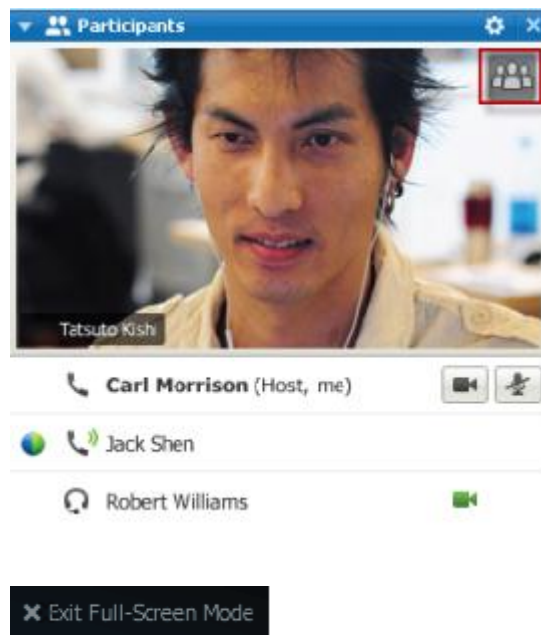 Participants
Tatsuto Kishi
Carl Morrison (Host, me)
Jack Shen
Robert Williams
Exit Full-Screen Mode